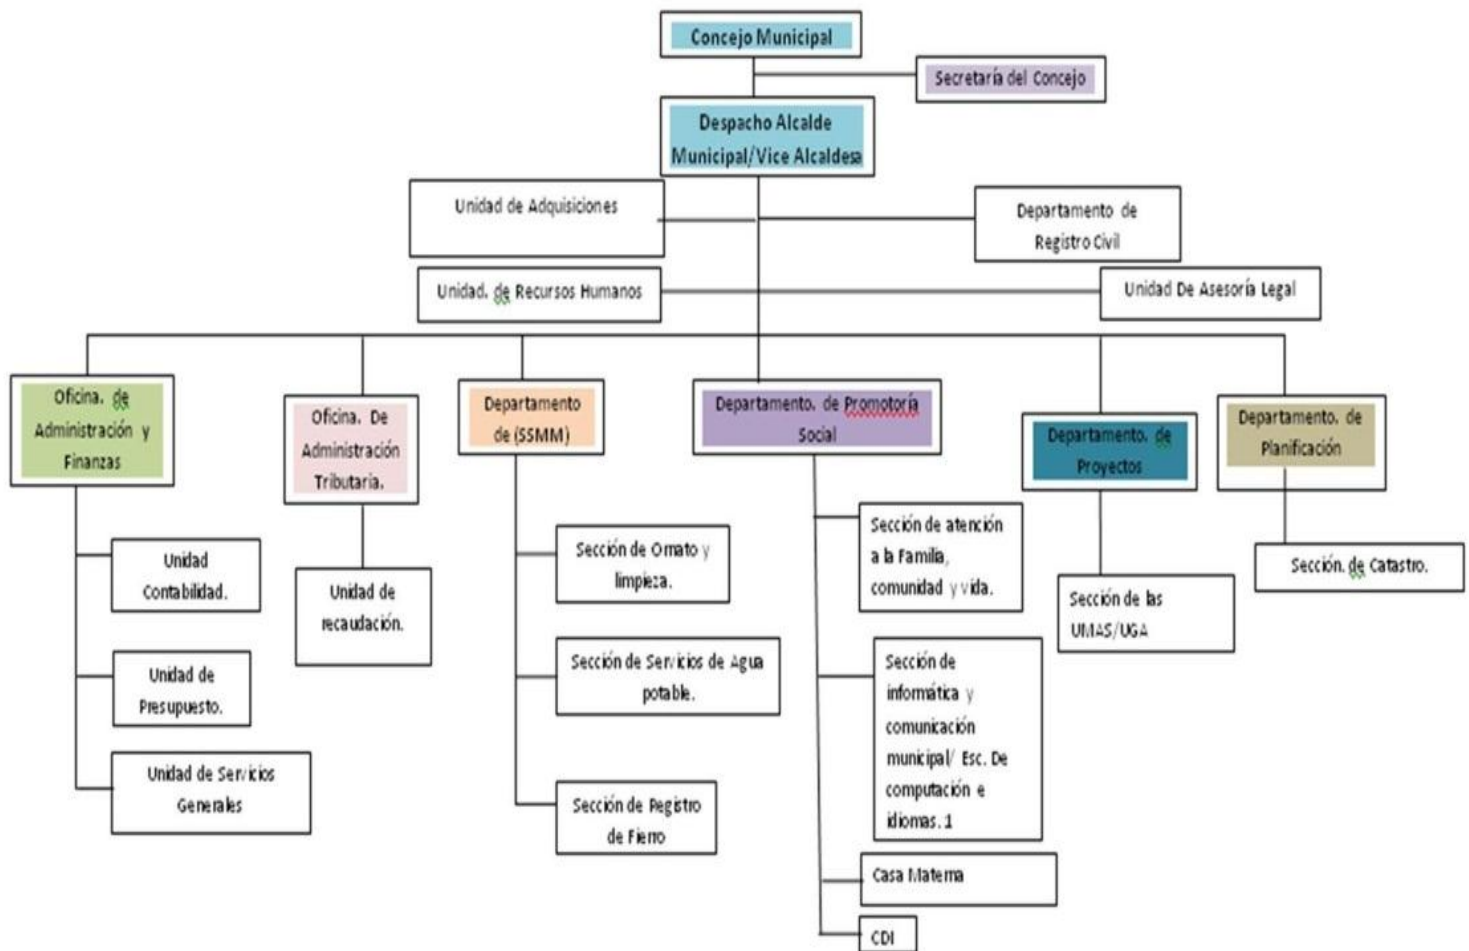 Concejo Municipal
Secretaría del Concejo
Despacho Alcalde
Municipal/Vice Alcaldesa
Unidad de Adquisiciones
Departamento de
Registro Civil
Unidad. de Recursos Humanos
Unidad De Asesoría Legal
Oficina. de
Administración y
Finanzas
Oficina. De
Administración
Tributaria.
Departamento
de (SSMM)
Departamento. de Promotoría
Social
Departamento. de
Proyectos
Departamento. de
Planificación
Unidad
Contabilidad.
Unidad de
Presupuesto.
Unidad de Servicios
Generales
Unidad de
recaudación.
Sección de Ornato y
limpieza.
Sección de Servicios de Agua
potable.
Sección de Registro
de Fierro
Sección de atención
a la Familia,
comunidad y vida.
Sección de
informática y
comunicación
municipal/ Esc. De
computación e
idiomas. 1
Casa Materna
CDI
Sección de las
UMAS/UGA
Sección. de Catastro.